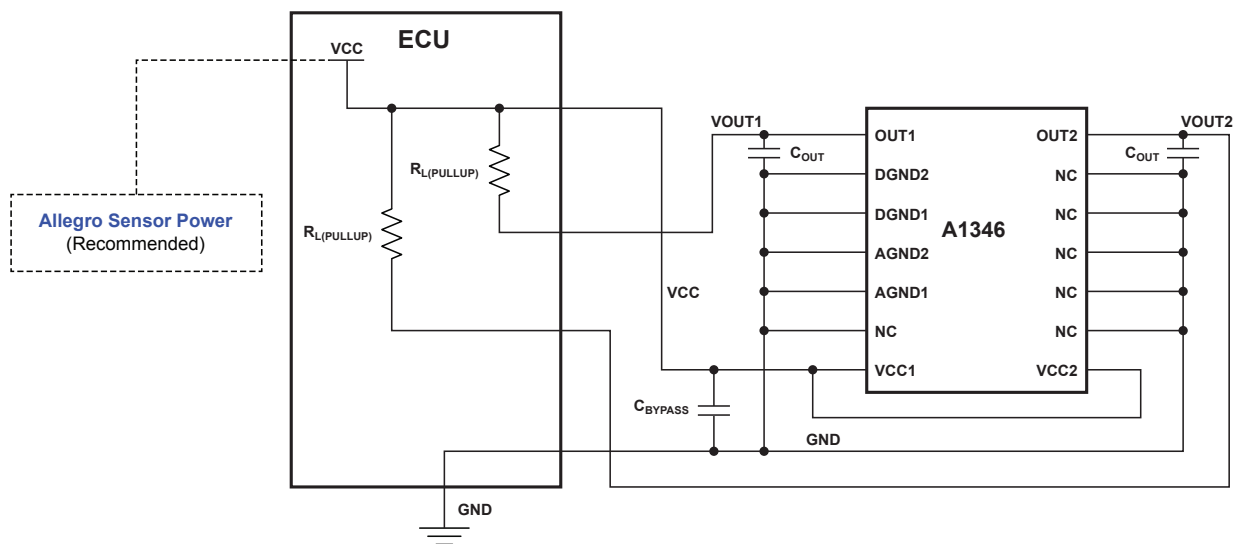 ECU
VCC
Allegro Sensor Power
(Recommended)
RL(PULLUP)
RL(PULLUP)
VCC
VOUT1
COUT
OUT1
DGND2
DGND1
AGND2
AGND1
NC
VCC1
A1346
OUT2
NC
NC
NC
NC
NC
VCC2
VOUT2
COUT
CBYPASS
GND
GND